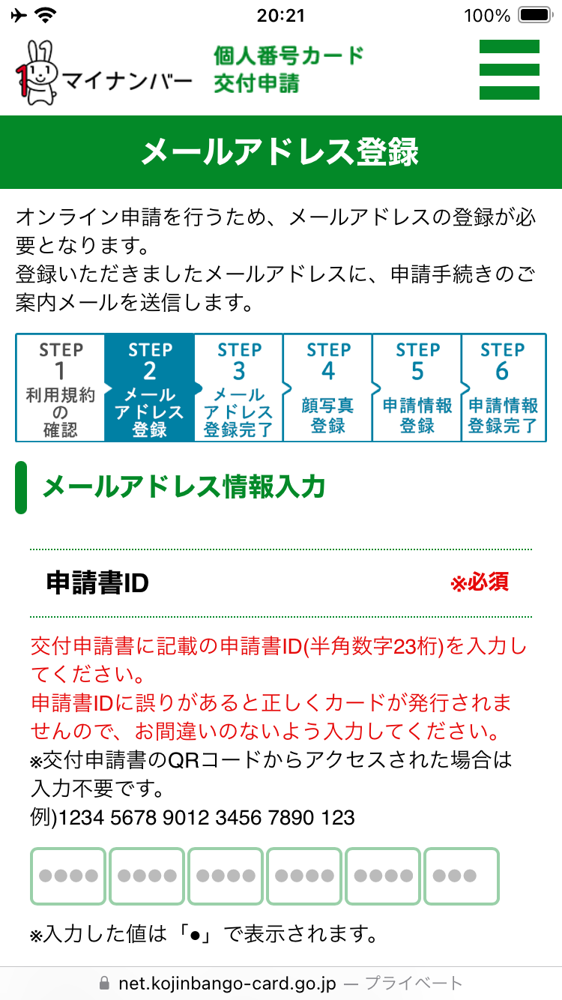 20:21
100%
1
マイナンバー
個人番号カード
交付申請
メールアドレス登録
オンライン申請を行うため、メールアドレスの登録が必
要となります。
登録いただきましたメールアドレスに、申請手続きのご
案内メールを送信します。
STEP
1
利用規約
の
確認
STEP
2
メール
アドレス
登録
STEP
3
メール
アドレス
登録完了
STEP
4
顔写真
登録
STEP
5
申請情報
登録
STEP
6
申請情報
登録完了
メールアドレス情報入力
申請書ID
※必須
交付申請書に記載の申請書ID(半角数字23桁)を入力し
てください。
申請書IDに誤りがあると正しくカードが発行されま
せんので、お間違いのないよう入力してください。
※交付申請書のQRコードからアクセスされた場合は
入力不要です。
例)1234 5678 9012 3456 7890 123
●●●● ●●●● ●●●● ●●●● ●●●● ●●●
※入力した値は「●」で表示されます。
net.kojinbango-card.go.jp — プライベート